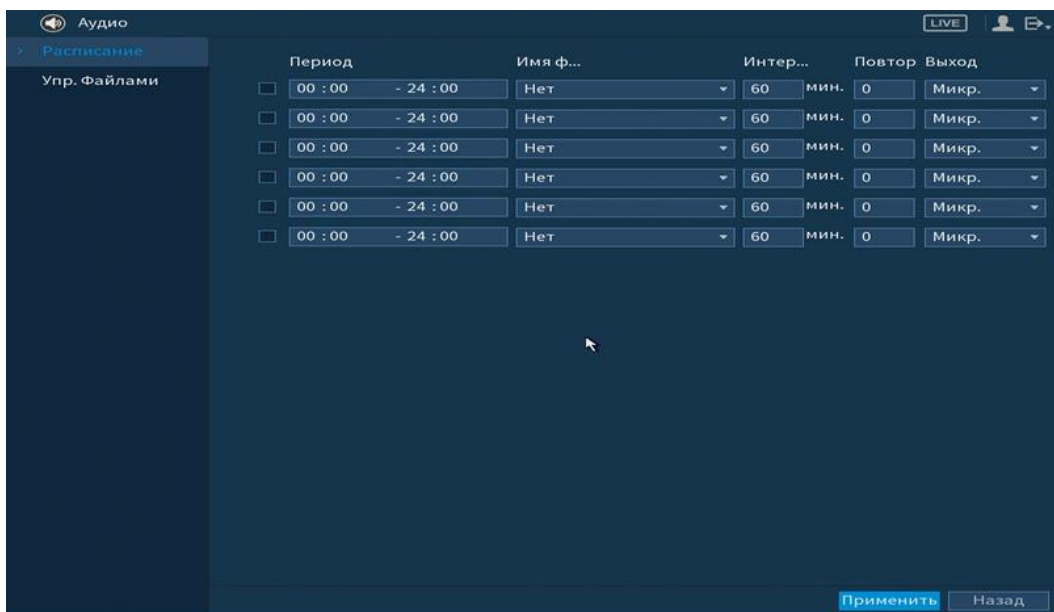 Аудио LIVE
Расписание
Упр. Файлами
Период Имя ф... Интер... Повтор Выход
00 : 00 - 24 : 00 Нет 60 мин. 0 Микр.
00 : 00 - 24 : 00 Нет 60 мин. 0 Микр.
00 : 00 - 24 : 00 Нет 60 мин. 0 Микр.
00 : 00 - 24 : 00 Нет 60 мин. 0 Микр.
00 : 00 - 24 : 00 Нет 60 мин. 0 Микр.
00 : 00 - 24 : 00 Нет 60 мин. 0 Микр.
Применить Назад